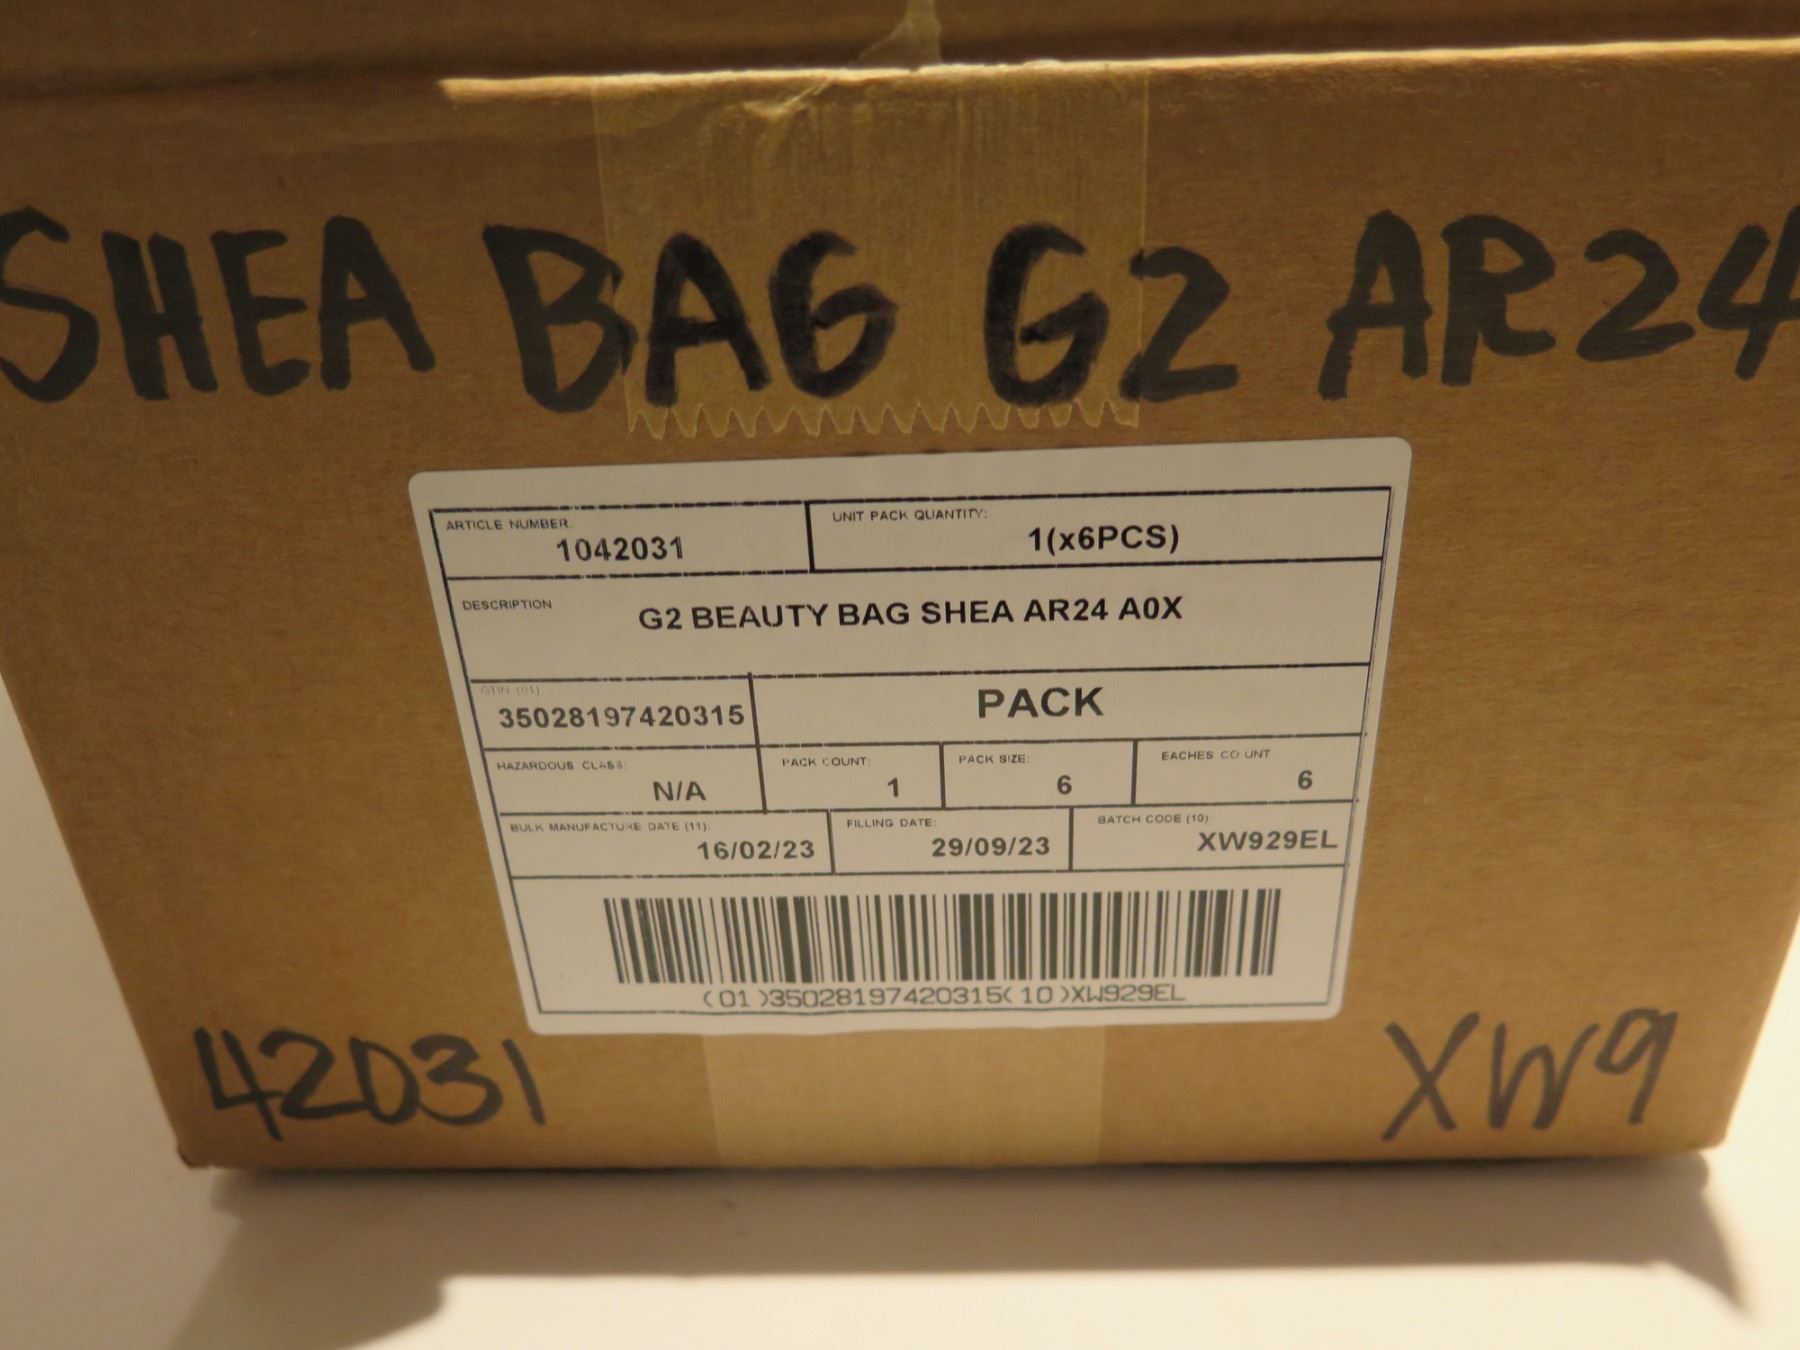 SHEA BAG G2 AR24
ARTICLE NUMBER:
1042031
UNIT PACK QUANTITY:
1(x6PCS)
DESCRIPTION
G2 BEAUTY BAG SHEA AR24 A0X
GTIN (01)
35028197420315
PACK
HAZARDOUS CLASS:
N/A
PACK COUNT:
1
PACK SIZE:
6
EACHES COUNT
6
BULK MANUFACTURE DATE (11):
16/02/23
FILLING DATE:
29/09/23
BATCH CODE (10)
XW929EL
(01)35028197420315(10)XW929EL
42031
XW9